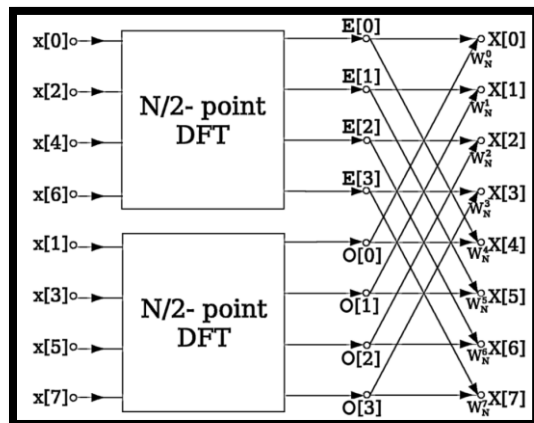 x[0]
x[2]
x[4]
x[6]
x[1]
x[3]
x[5]
x[7]
N/2- point
DFT
N/2- point
DFT
E[0]
E[1]
E[2]
E[3]
O[0]
O[1]
O[2]
O[3]
X[0]
W_N^0
X[1]
W_N^1
X[2]
W_N^2
X[3]
W_N^3
X[4]
W_N^4
X[5]
W_N^5
X[6]
W_N^6
X[7]
W_N^7